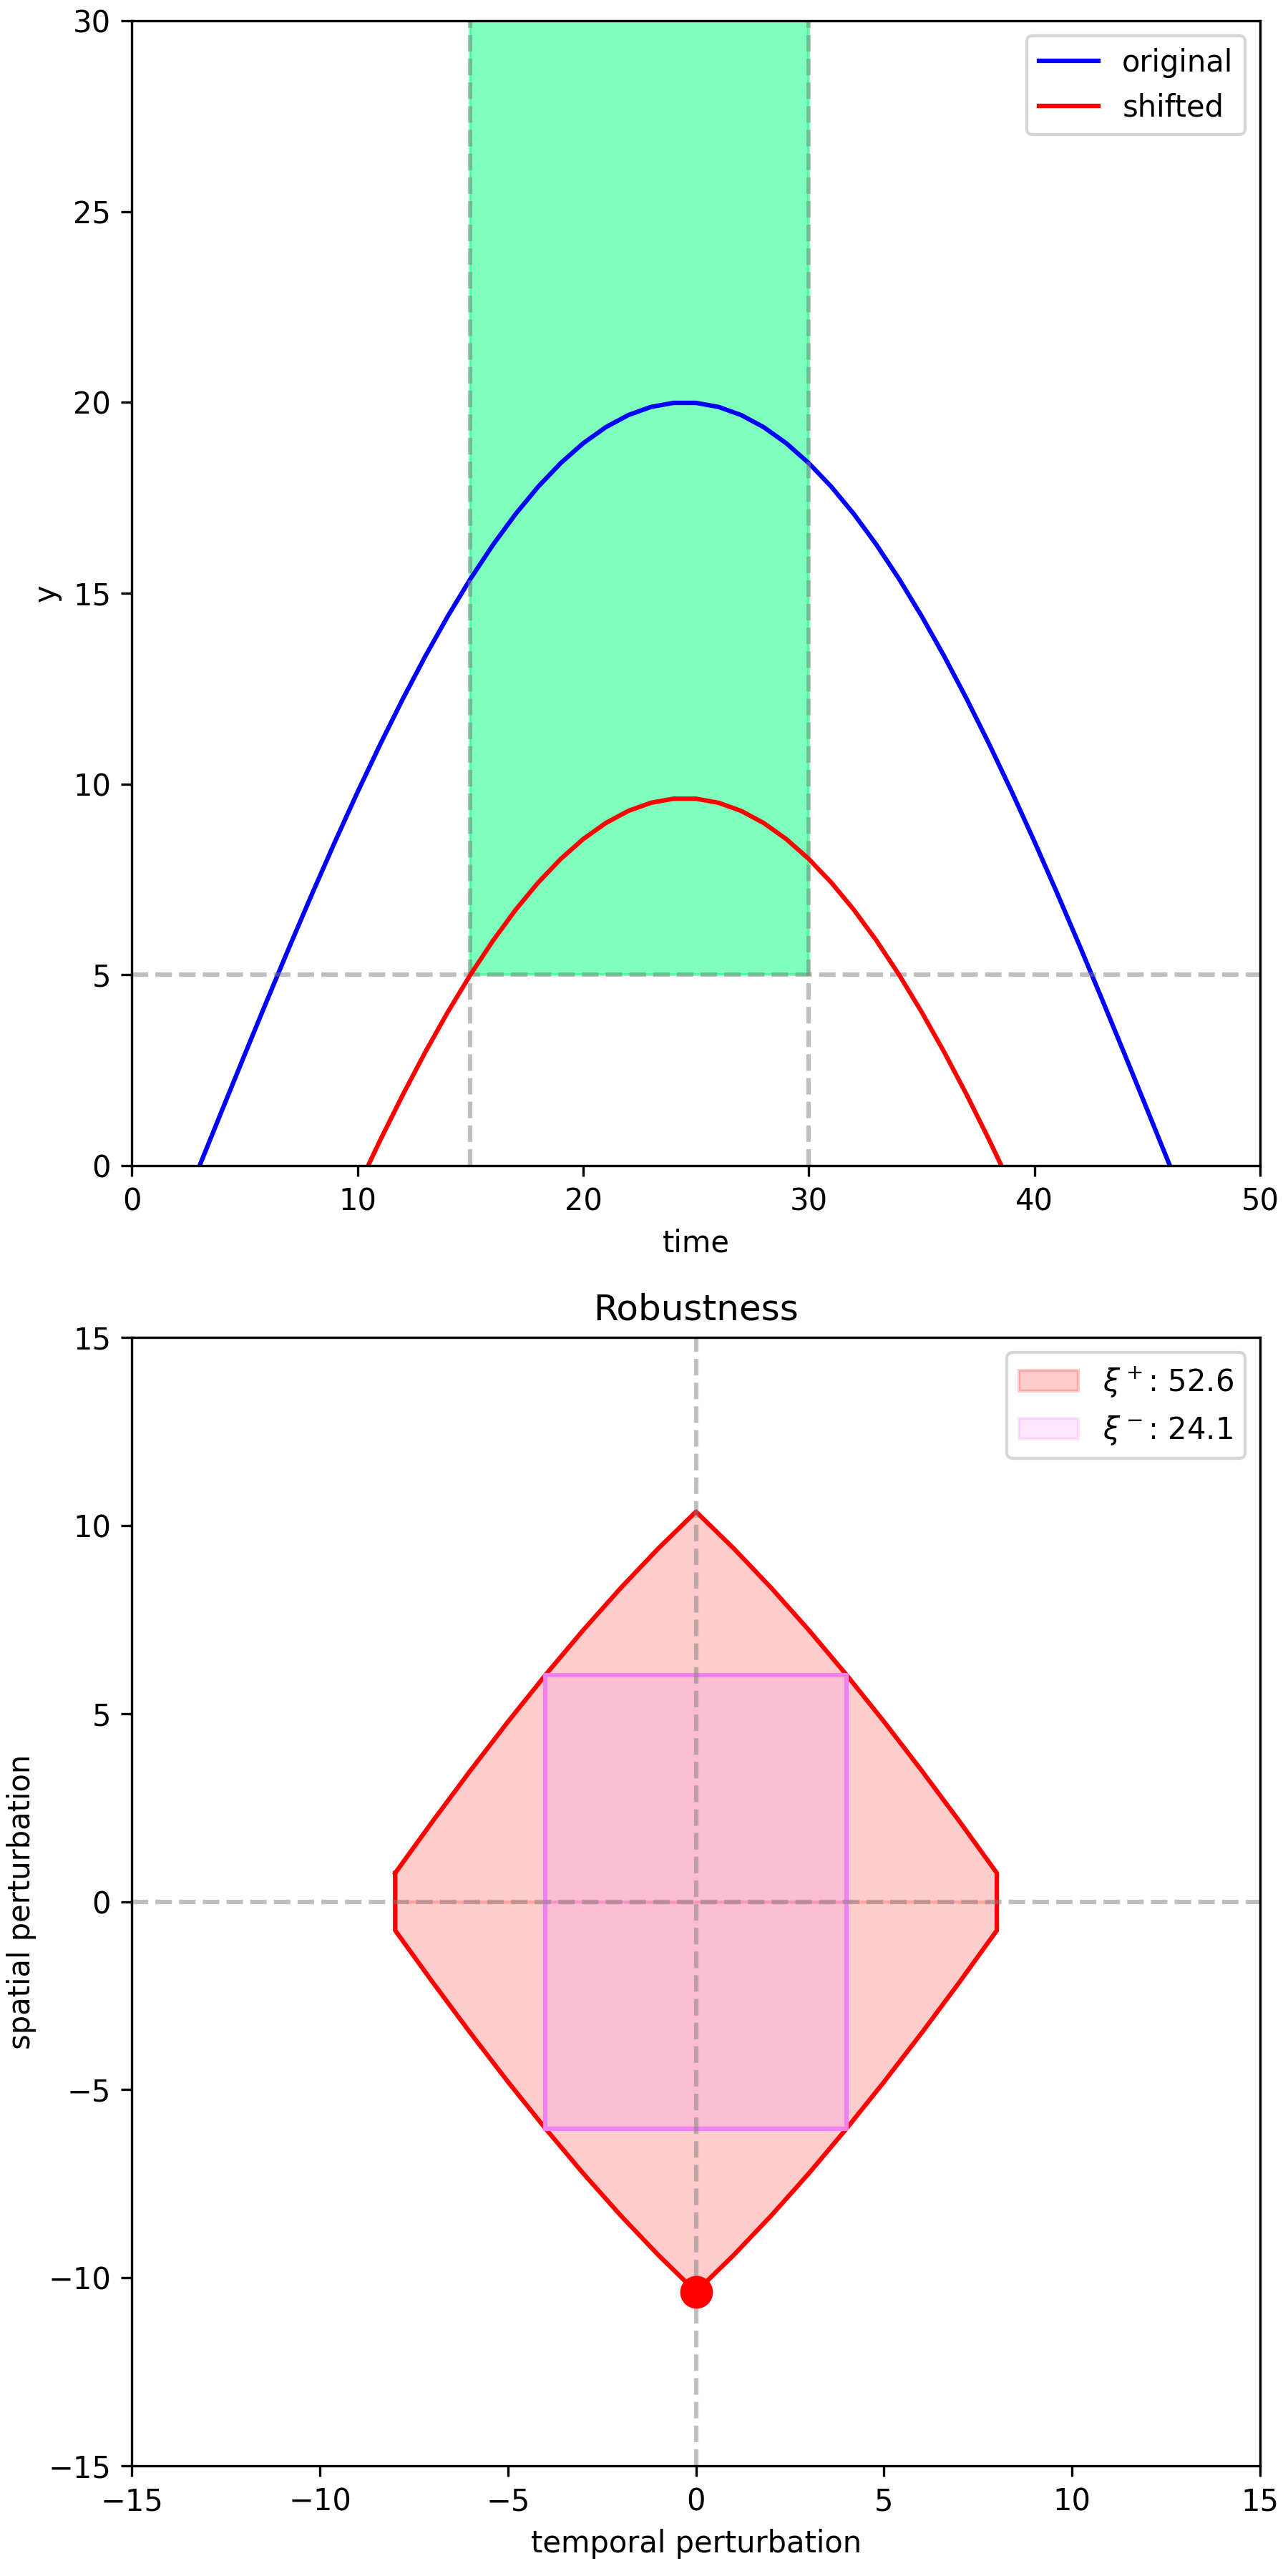 30
25
20
15
10
5
0
y
original
shifted
0 10 20 30 40 50
time
Robustness
15
10
5
0
−5
−10
−15
spatial perturbation
ξ⁺: 52.6
ξ⁻: 24.1
−15 −10 −5 0 5 10 15
temporal perturbation